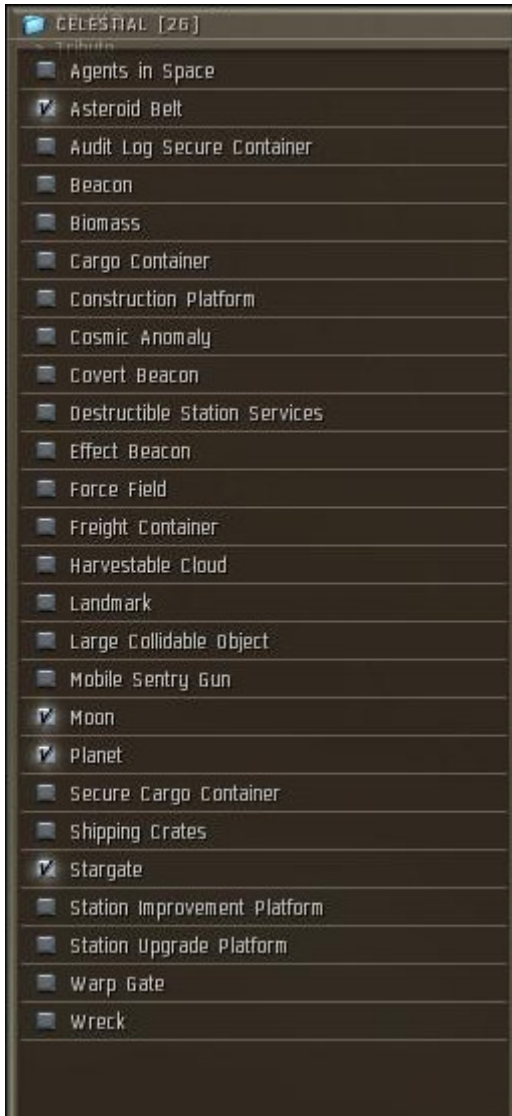 CELESTIAL [26]
> Tribute
Agents in Space
Asteroid Belt
Audit Log Secure Container
Beacon
Biomass
Cargo Container
Construction Platform
Cosmic Anomaly
Covert Beacon
Destructible Station Services
Effect Beacon
Force Field
Freight Container
Harvestable Cloud
Landmark
Large Collidable Object
Mobile Sentry Gun
Moon
Planet
Secure Cargo Container
Shipping Crates
Stargate
Station Improvement Platform
Station Upgrade Platform
Warp Gate
Wreck